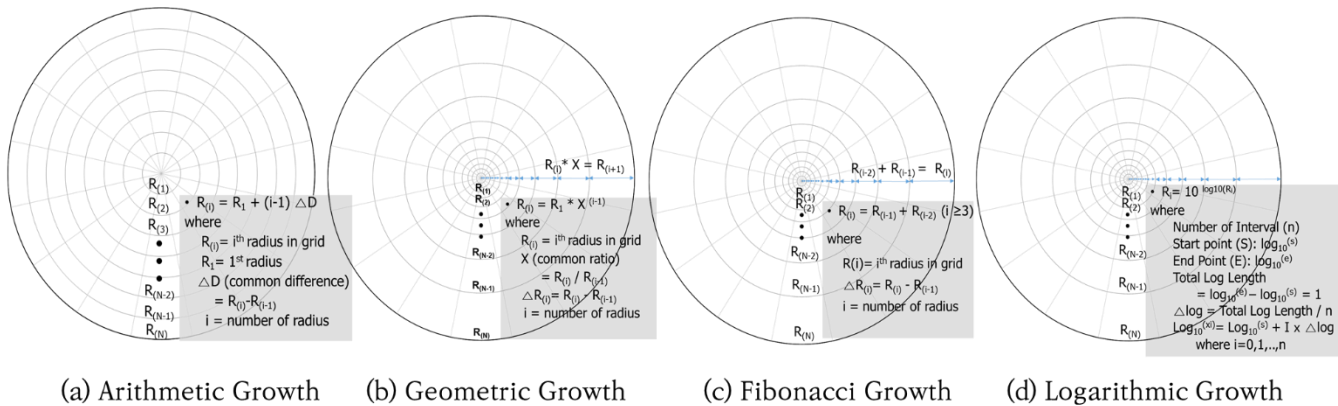 R(1)
R(2)
R(3)
R(N-2)
R(N-1)
R(N)
• R(i) = R1 + (i-1) △D
where
R(i)= ith radius in grid
R1= 1st radius
△D (common difference)
= R(i)-R(i-1)
i = number of radius
(a) Arithmetic Growth
R(i)* X = R(i+1)
R(1)
R(2)
R(N-2)
R(N-1)
R(N)
• R(i) = R1 * X (i-1)
where
R(i)= ith radius in grid
X (common ratio)
= R(i) / R(i-1)
△R(i)= R(i) - R(i-1)
i = number of radius
(b) Geometric Growth
R(i-2) + R(i-1) = R(i)
R(1)
R(2)
R(N-2)
R(N-1)
R(N)
• R(i) = R(i-1) + R(i-2) (i ≥3)
where
R(i)= ith radius in grid
△R(i)= R(i) - R(i-1)
i = number of radius
(c) Fibonacci Growth
R(1)
R(2)
R(N-2)
R(N-1)
R(N)
• Ri= 10 log10(Ri)
where
Number of Interval (n)
Start point (S): log10(s)
End Point (E): log10(e)
Total Log Length
= log10(e)– log10(s) = 1
△log = Total Log Length / n
Log10(xi)= Log10(s) + I x △log
where i=0,1,..,n
(d) Logarithmic Growth